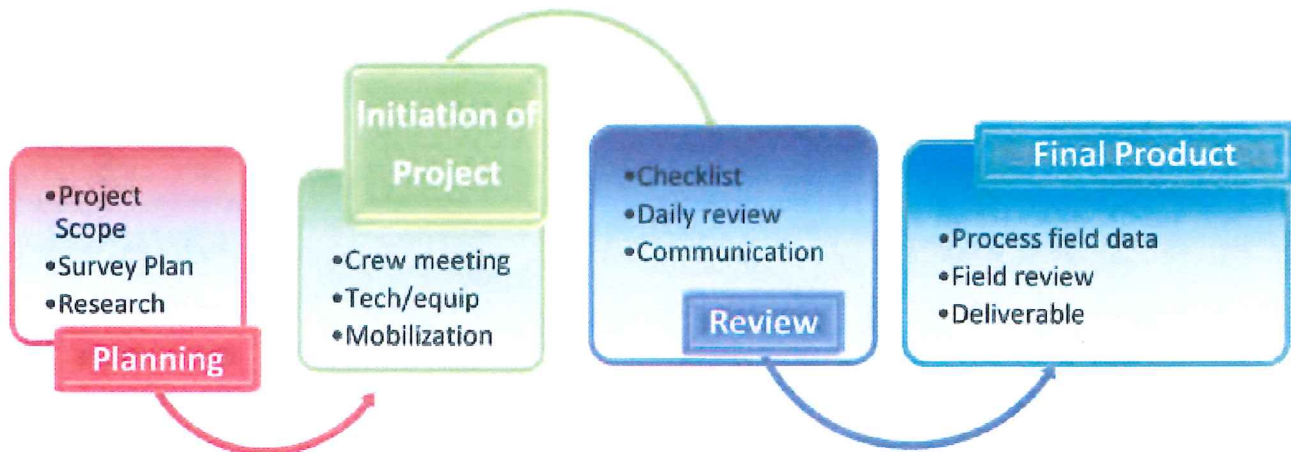 •Project
Scope
•Survey Plan
•Research
Planning
Initiation of
Project
•Crew meeting
•Tech/equip
•Mobilization
•Checklist
•Daily review
•Communication
Review
Final Product
•Process field data
•Field review
•Deliverable